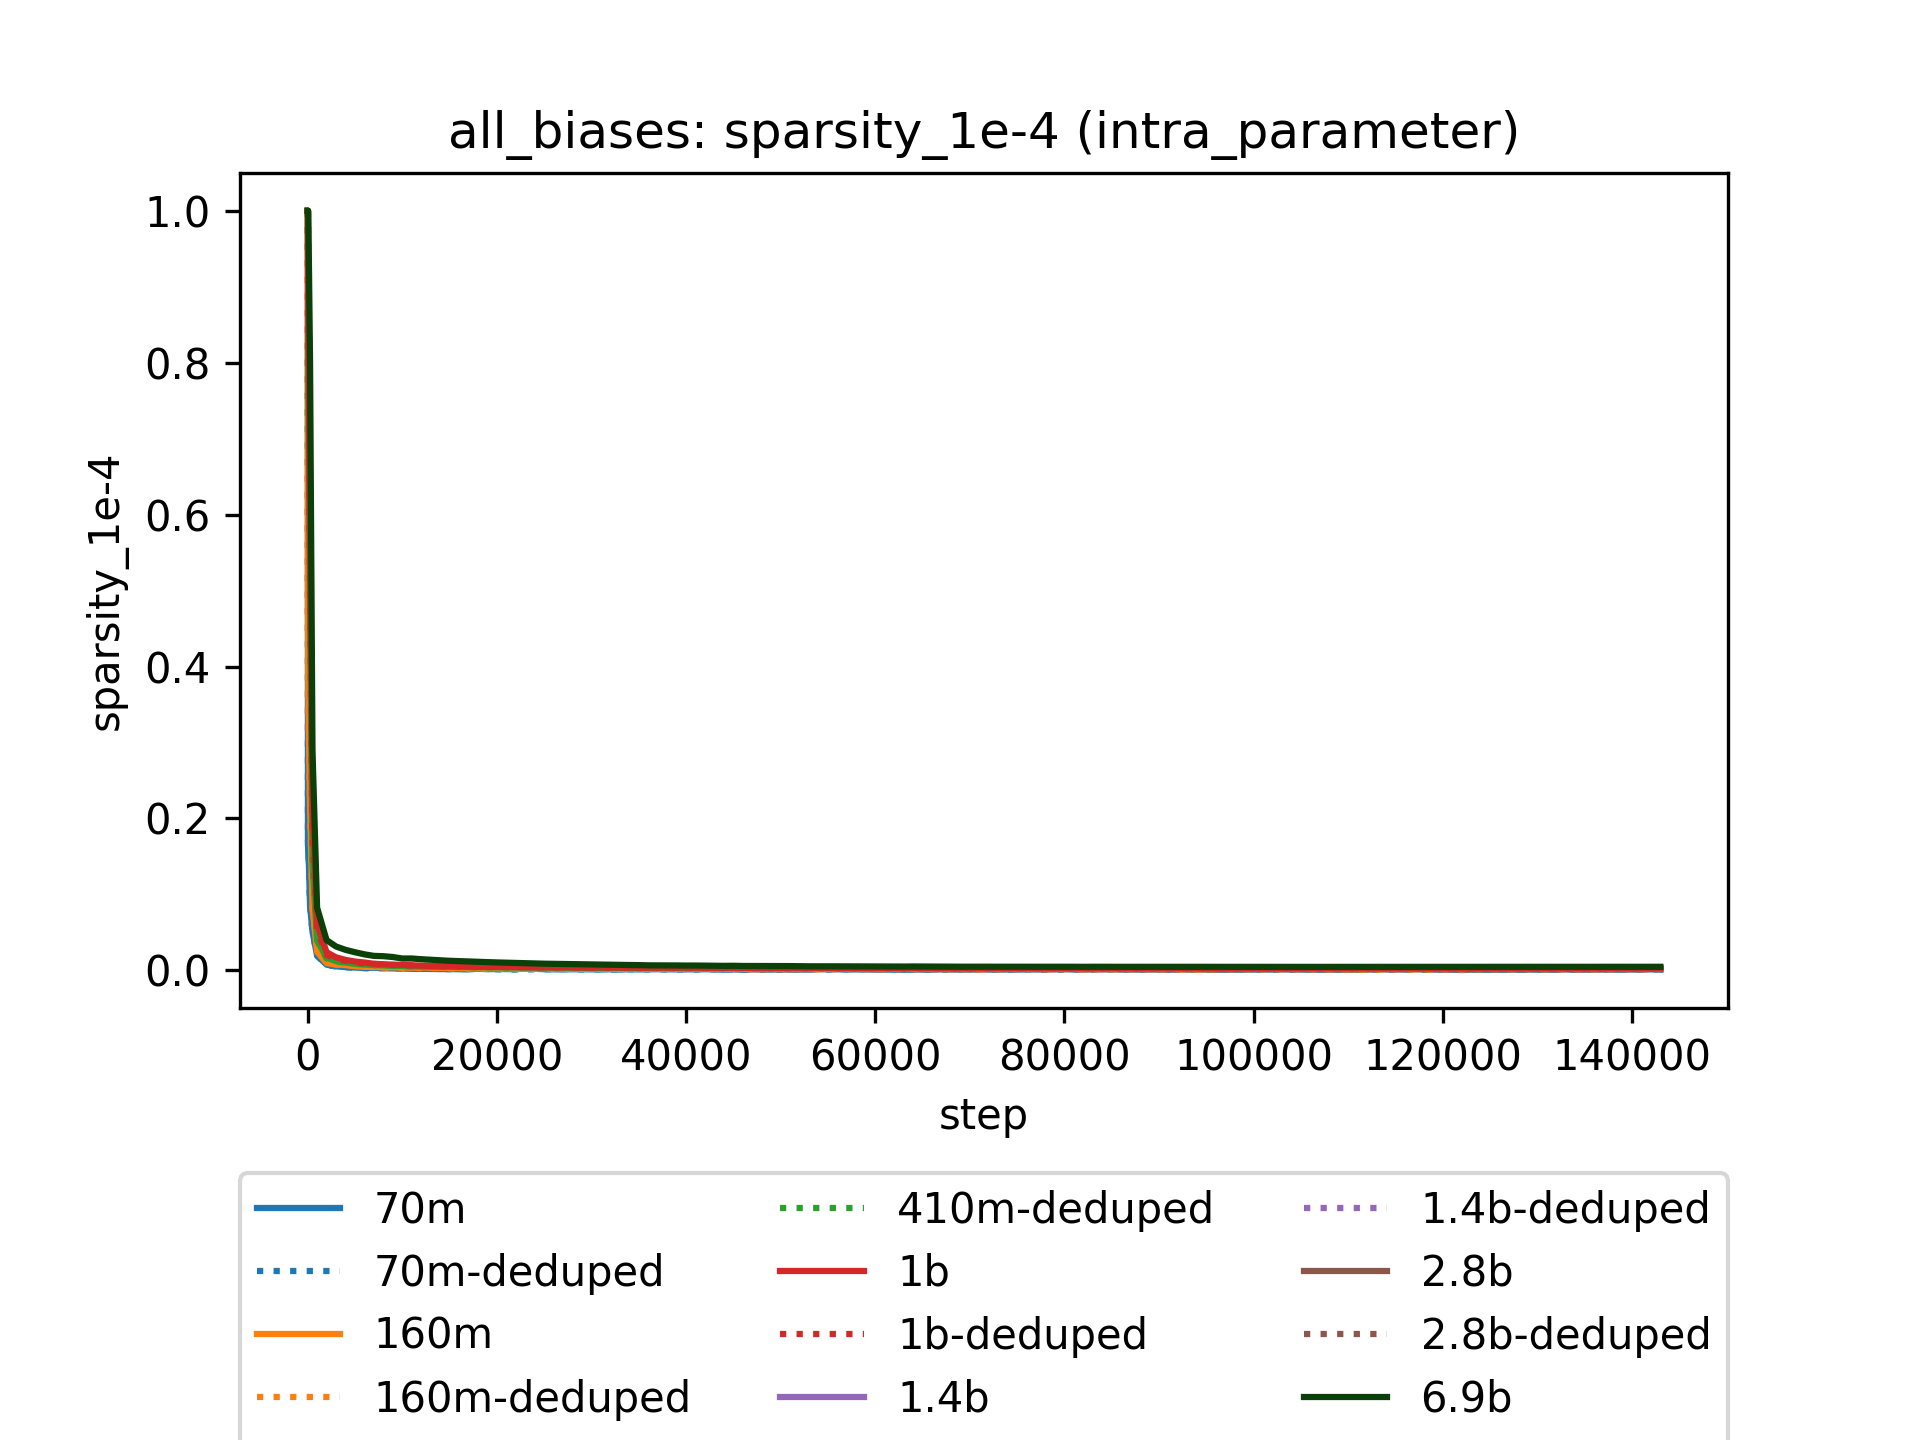 all_biases: sparsity_1e-4 (intra_parameter)
sparsity_1e-4
1.0
0.8
0.6
0.4
0.2
0.0
0 20000 40000 60000 80000 100000 120000 140000
step
70m
70m-deduped
160m
160m-deduped
410m-deduped
1b
1b-deduped
1.4b
1.4b-deduped
2.8b
2.8b-deduped
6.9b